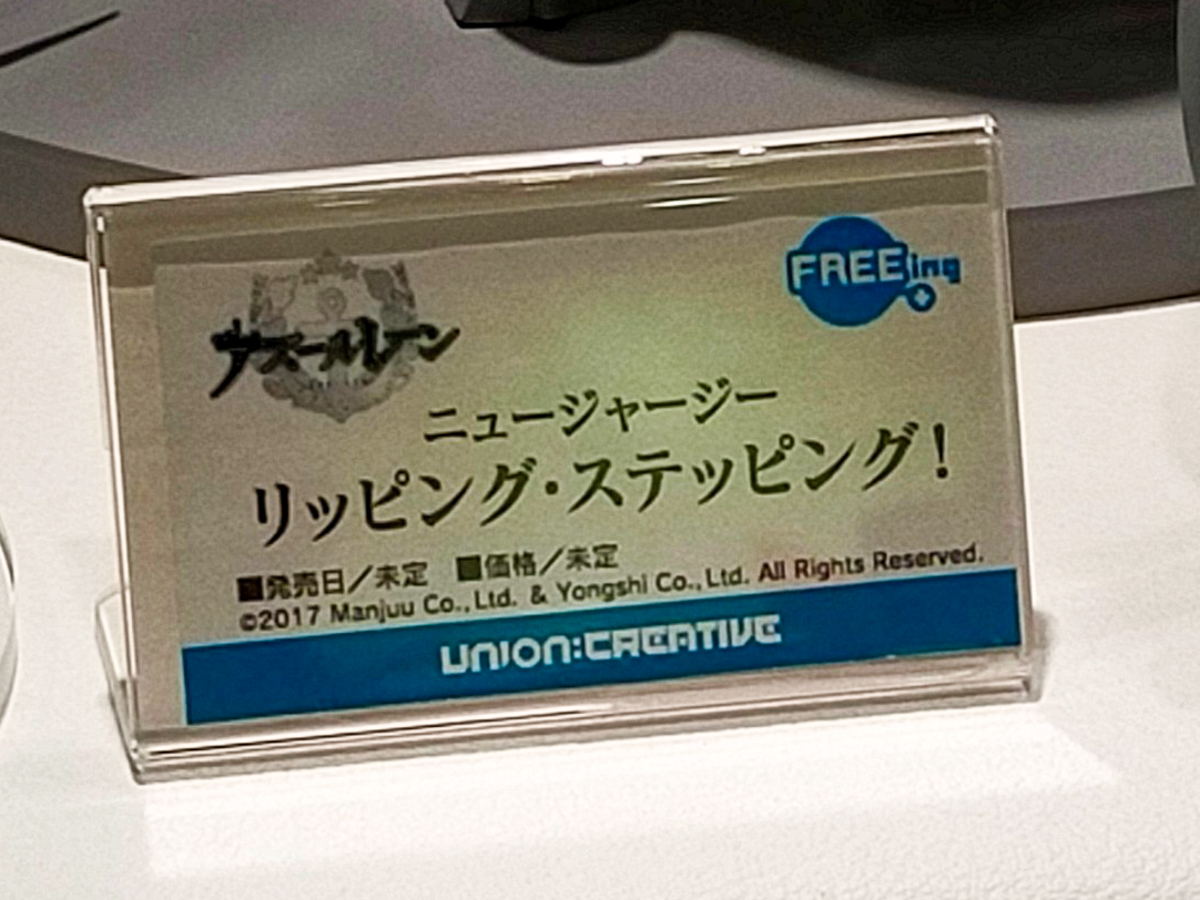 アズールレーン
FREEing
ニュージャージー
リッピング・ステッピング!
■発売日/未定 ■価格/未定
©2017 Manjuu Co.,Ltd. & Yongshi Co.,Ltd. All Rights Reserved.
UNION:CREATIVE